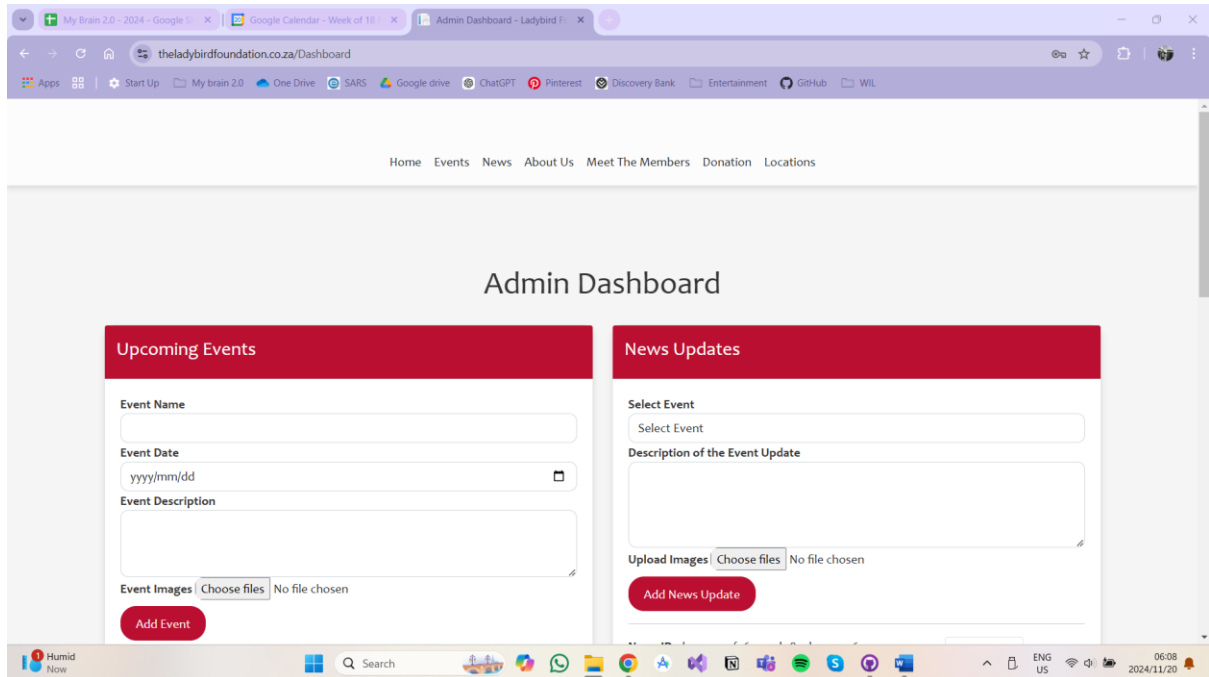 My Brain 2.0 - 2024 - Google S
Google Calendar - Week of 18
Admin Dashboard - Ladybird F
theladybirdfoundation.co.za/Dashboard
Apps
Start Up
My brain 2.0
One Drive
SARS
Google drive
ChatGPT
Pinterest
Discovery Bank
Entertainment
GitHub
WIL
Home Events News About Us Meet The Members Donation Locations
Admin Dashboard
Upcoming Events
Event Name
Event Date
yyyy/mm/dd
Event Description
Event Images Choose files No file chosen
Add Event
News Updates
Select Event
Select Event
Description of the Event Update
Upload Images Choose files No file chosen
Add News Update
1
Humid
Now
Search
ENG
US
06:08
2024/11/20